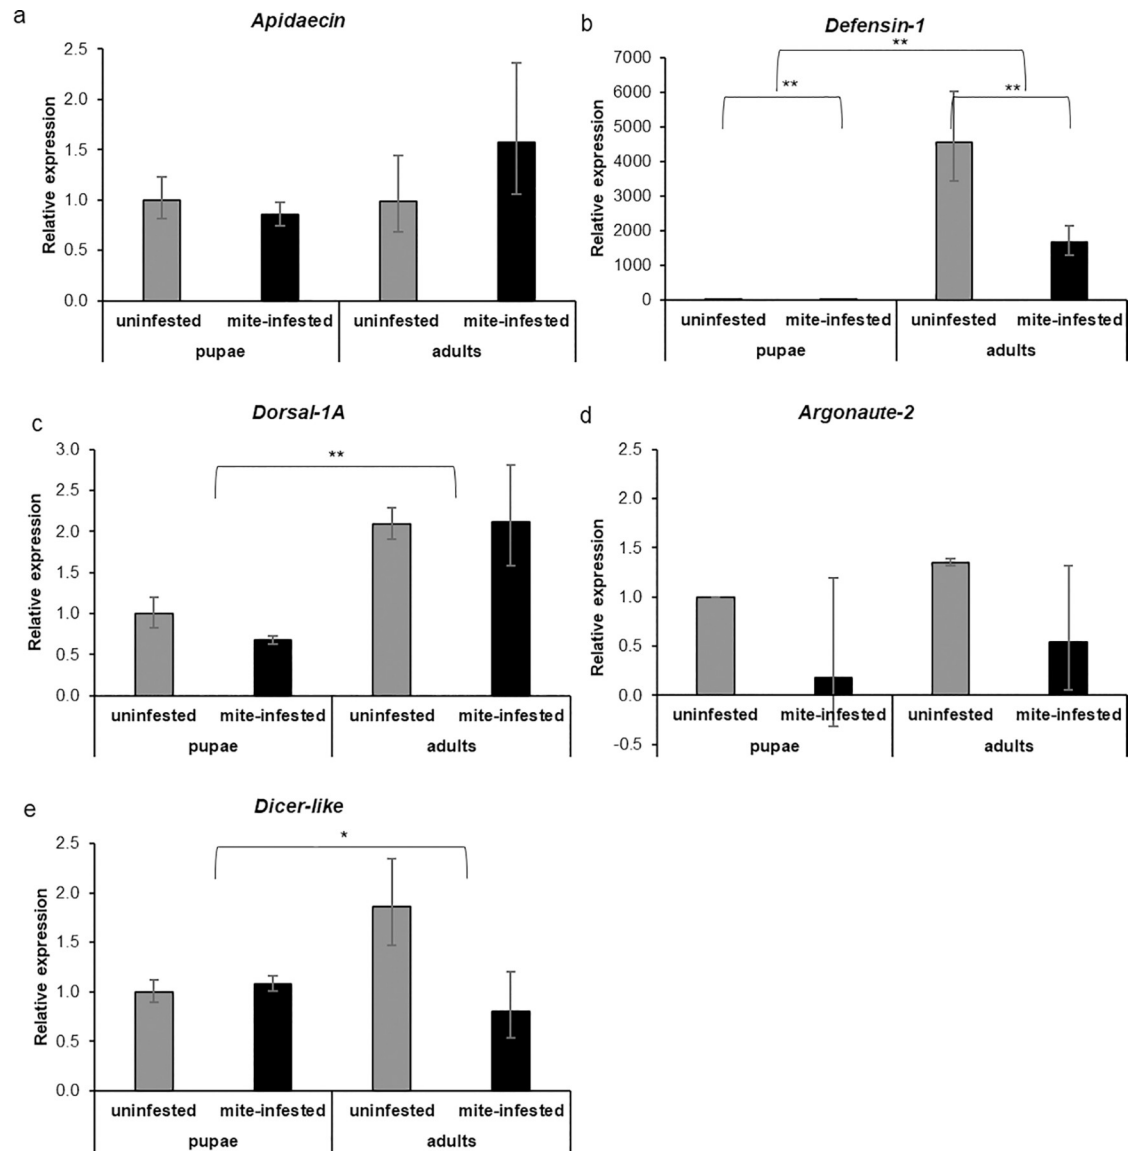 a
Apidaecin
Relative expression
2.5
2.0
1.5
1.0
0.5
0.0
uninfested mite-infested uninfested mite-infested
pupae adults
b
Defensin-1
Relative expression
**
** **
7000
6000
5000
4000
3000
2000
1000
0
uninfested mite-infested uninfested mite-infested
pupae adults
c
Dorsal-1A
Relative expression
**
3.0
2.5
2.0
1.5
1.0
0.5
0.0
uninfested mite-infested uninfested mite-infested
pupae adults
d
Argonaute-2
Relative expression
2.5
2.0
1.5
1.0
0.5
0.0
-0.5
uninfested mite-infested uninfested mite-infested
pupae adults
e
Dicer-like
Relative expression
*
2.5
2.0
1.5
1.0
0.5
0.0
uninfested mite-infested uninfested mite-infested
pupae adults